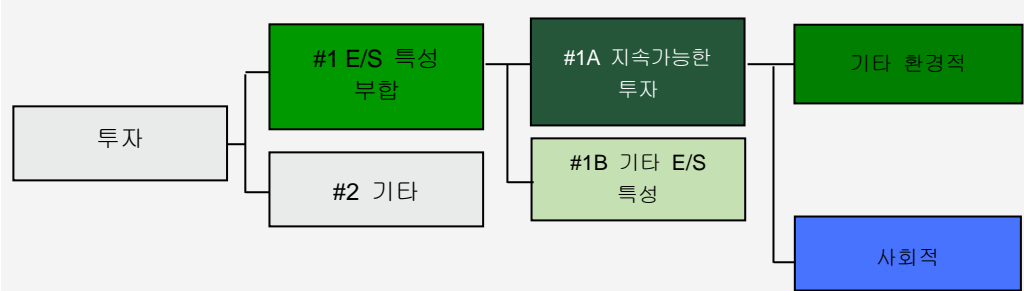 투자
#1 E/S 특성
부합
#2 기타
#1A 지속가능한
투자
#1B 기타 E/S
특성
기타 환경적
사회적